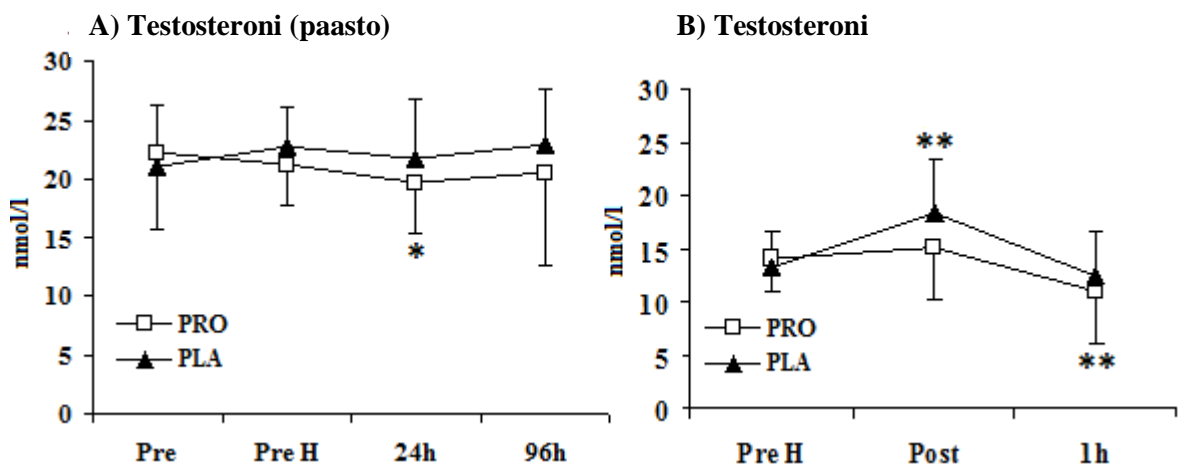 A) Testosteroni (paasto)
30
25
20
15
10
5
0
nmol/l
PRO
PLA
*
Pre Pre H 24h 96h
B) Testosteroni
30
25
20
15
10
5
0
nmol/l
**
PRO
PLA
**
Pre H Post 1h